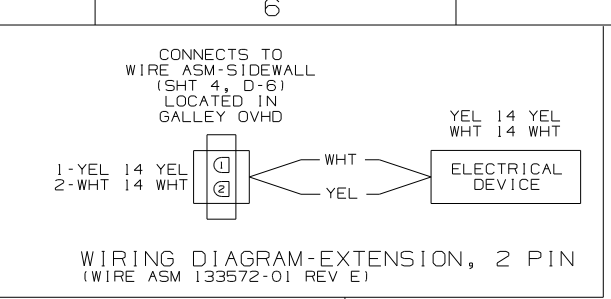 6
CONNECTS TO
WIRE ASM-SIDEWALL
(SHT 4, D-6)
LOCATED IN
GALLEY OVHD
YEL 14 YEL
WHT 14 WHT
1-YEL 14 YEL
2-WHT 14 WHT
1
2
WHT
YEL
ELECTRICAL
DEVICE
WIRING DIAGRAM-EXTENSION, 2 PIN
(WIRE ASM 133572-01 REV E)